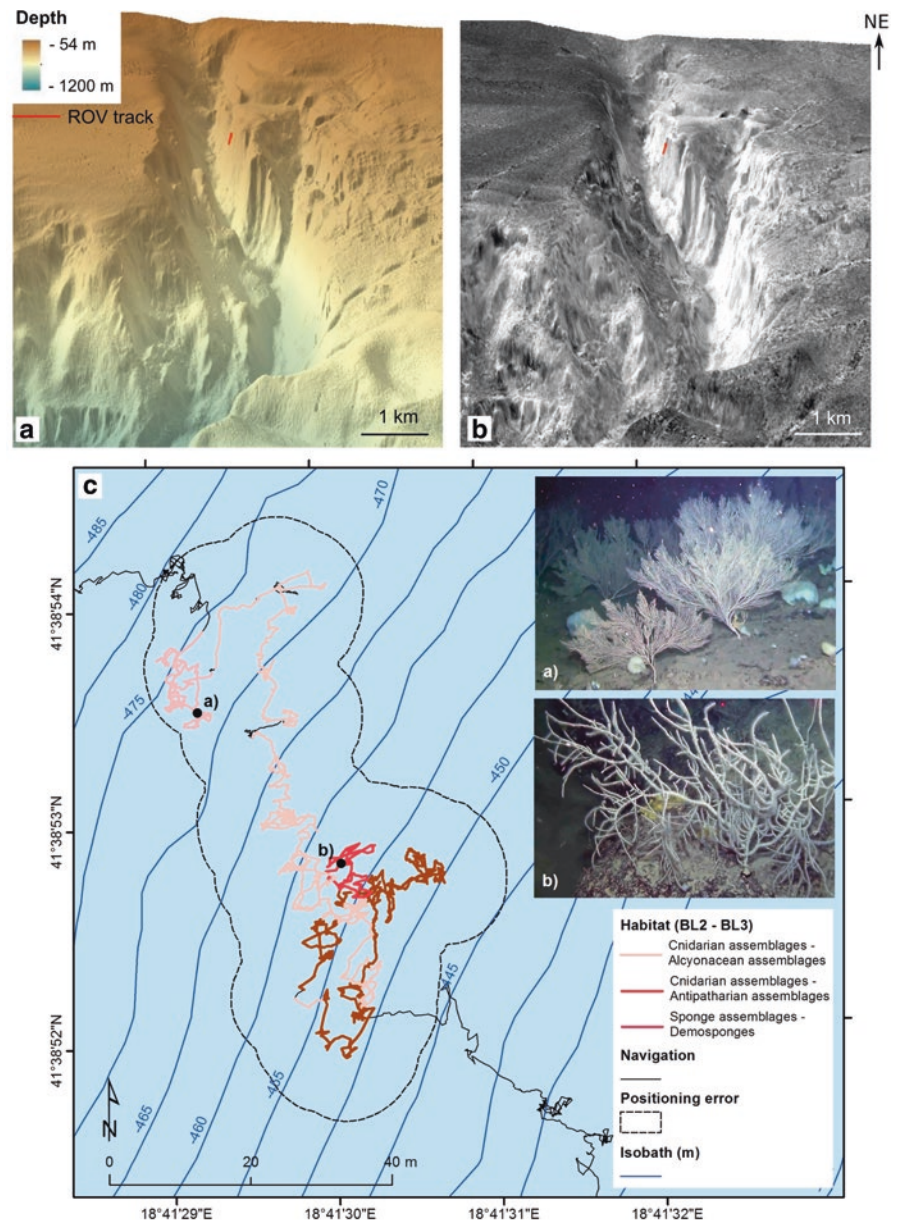 Depth
- 54 m
- 1200 m
ROV track
NE
1 km
a
1 km
b
c
-485
-480
-475
-470
-450
-445
-465
-460
-455
44
a)
b)
a)
b)
41°38'54"N
41°38'53"N
41°38'52"N
N
0 20 40 m
18°41'29"E 18°41'30"E 18°41'31"E 18°41'32"E
Habitat (BL2 - BL3)
Cnidarian assemblages -
Alcyonacean assemblages
Cnidarian assemblages -
Antipatharian assemblages
Sponge assemblages -
Demosponges
Navigation
Positioning error
Isobath (m)